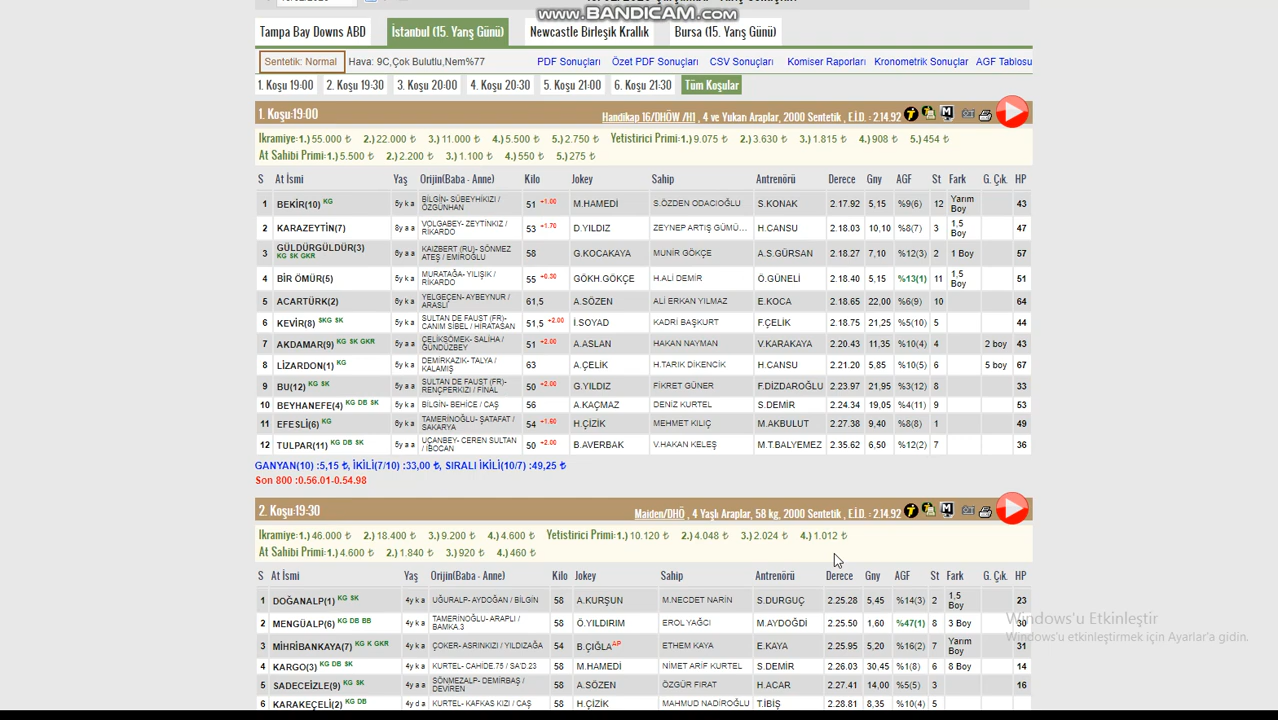 www.BANDICAM.com
Tampa Bay Downs ABD İstanbul (15. Yarış Günü) Newcastle Birleşik Krallık Bursa (15. Yarış Günü)
Sentetik: Normal Hava: 9C,Çok Bulutlu,Nem%77 PDF Sonuçları Özet PDF Sonuçları CSV Sonuçları Komiser Raporları Kronometrik Sonuçlar AGF Tablosu
1. Koşu 19:00 2. Koşu 19:30 3. Koşu 20:00 4. Koşu 20:30 5. Koşu 21:00 6. Koşu 21:30 Tüm Koşular
1. Koşu:19:00 Handikap 16/DHÖW /H1 , 4 ve Yukarı Araplar, 2000 Sentetik , E.İ.D. : 2.14.92
Ikramiye:1.) 55.000 ₺ 2.) 22.000 ₺ 3.) 11.000 ₺ 4.) 5.500 ₺ 5.) 2.750 ₺ Yetistirici Primi:1.) 9.075 ₺ 2.) 3.630 ₺ 3.) 1.815 ₺ 4.) 908 ₺ 5.) 454 ₺
At Sahibi Primi:1.) 5.500 ₺ 2.) 2.200 ₺ 3.) 1.100 ₺ 4.) 550 ₺ 5.) 275 ₺
S At İsmi Yaş Orijin(Baba - Anne) Kilo Jokey Sahip Antrenörü Derece Gny AGF St Fark G. Çık. HP
1 BEKİR(10) KG 5y k a BİLGİN- SÜBEYHİKIZI / ÖZGÜNHAN 51 +1.00 M.HAMEDİ S.ÖZDEN ODACIOĞLU S.KONAK 2.17.92 5,15 %9(6) 12 Yarım Boy 43
2 KARAZEYTİN(7) 8y a a VOLGABEY- ZEYTİNKIZ / RİKARDO 53 +1.70 D.YILDIZ ZEYNEP ARTIŞ GÜMÜ... H.CANSU 2.18.03 10,10 %8(7) 3 1,5 Boy 47
3 GÜLDÜRGÜLDÜR(3) KG SK GKR 6y a a KAIZBERT (RU)- SÖNMEZ ATEŞ / EMİROĞLU 58 G.KOCAKAYA MUNİR GÖKÇE A.S.GÜRSAN 2.18.27 7,10 %12(3) 2 1 Boy 57
4 BİR ÖMÜR(5) 5y k a MURATAĞA- YILIŞIK / RİKARDO 55 +0.30 GÖKH.GÖKÇE H.ALİ DEMİR Ö.GÜNELİ 2.18.40 5,15 %13(1) 11 1,5 Boy 51
5 ACARTÜRK(2) 6y k a YELGEÇEN- AYBEYNUR / ARASLI 61,5 A.SÖZEN ALİ ERKAN YILMAZ E.KOCA 2.18.65 22,00 %6(9) 10 64
6 KEVİR(8) SKG SK 5y k a SULTAN DE FAUST (FR)- CANIM SİBEL / HIRATASAN 51,5 +2.00 İ.SOYAD KADRİ BAŞKURT F.ÇELİK 2.18.75 21,25 %5(10) 5 44
7 AKDAMAR(9) KG SK GKR 5y a a ÇELİKSÖMEK- SALİHA / GÜNDÜZBEY 51 +2.00 A.ASLAN HAKAN NAYMAN V.KARAKAYA 2.20.43 11,35 %10(4) 4 2 boy 43
8 LİZARDON(1) KG 5y k a DEMİRKAZIK- TALYA / KALAMIŞ 63 A.ÇELİK H.TARIK DİKENCİK H.CANSU 2.21.20 5,85 %10(5) 6 5 boy 67
9 BU(12) KG SK 5y a a SULTAN DE FAUST (FR)- RENÇPERKIZI / FİNAL 50 +2.00 G.YILDIZ FİKRET GÜNER F.DİZDAROĞLU 2.23.97 21,95 %3(12) 8 33
10 BEYHANEFE(4) KG DB SK 6y k a BİLGİN- BEHİCE / CAŞ 56 A.KAÇMAZ DENİZ KURTEL S.DEMİR 2.24.34 19,05 %4(11) 9 53
11 EFESLİ(6) KG 6y k a TAMERİNOĞLU- ŞATAFAT / SAKARYA 54 +1.60 H.ÇİZİK MEHMET KILIÇ M.AKBULUT 2.27.38 9,40 %8(8) 1 49
12 TULPAR(11) KG DB SK 5y a a UÇANBEY- CEREN SULTAN / İBOCAN 50 +2.00 B.AVERBAK V.HAKAN KELEŞ M.T.BALYEMEZ 2.35.62 6,50 %12(2) 7 36
GANYAN(10) :5,15 ₺, İKİLİ(7/10) :33,00 ₺, SIRALI İKİLİ(10/7) :49,25 ₺
Son 800 :0.56.01-0.54.98
2. Koşu:19:30 Maiden/DHÖ , 4 Yaşlı Araplar, 58 kg, 2000 Sentetik , E.İ.D. : 2.14.92
Ikramiye:1.) 46.000 ₺ 2.) 18.400 ₺ 3.) 9.200 ₺ 4.) 4.600 ₺ Yetistirici Primi:1.) 10.120 ₺ 2.) 4.048 ₺ 3.) 2.024 ₺ 4.) 1.012 ₺
At Sahibi Primi:1.) 4.600 ₺ 2.) 1.840 ₺ 3.) 920 ₺ 4.) 460 ₺
S At İsmi Yaş Orijin(Baba - Anne) Kilo Jokey Sahip Antrenörü Derece Gny AGF St Fark G. Çık. HP
1 DOĞANALP(1) KG SK 4y k a UĞURALP- AYDOĞAN / BİLGİN 58 A.KURŞUN M.NECDET NARİN S.DURGUÇ 2.25.28 5,45 %14(3) 2 1,5 Boy 23
2 MENGÜALP(6) KG DB BB 4y k a TAMERİNOĞLU- ARAPLI / BAMKA.3 58 Ö.YILDIRIM EROL YAĞCI M.AYDOĞDİ 2.25.50 1,60 %47(1) 8 3 Boy 30
3 MİHRİBANKAYA(7) KG K GKR 4y k a ÇOKER- ASRINKIZI / YILDIZAĞA 54 B.ÇIĞLA AP ETHEM KAYA E.KAYA 2.25.95 5,20 %16(2) 7 Yarım Boy 31
4 KARGO(3) KG DB SK 4y k a KURTEL- CAHİDE.75 / SA'D.23 58 M.HAMEDİ NİMET ARİF KURTEL S.DEMİR 2.26.03 30,45 %1(8) 6 8 Boy 14
5 SADECEİZLE(9) KG SK 4y a a SÖNMEZALP- DEMİRBAŞ / DEVİREN 58 A.SÖZEN ÖZGÜR FIRAT H.ACAR 2.27.41 14,00 %5(5) 3 16
6 KARAKEÇELİ(2) KG DB 4y d a KURTEL- KAFKAS KIZI / CAŞ 58 H.ÇİZİK MAHMUD NADİROĞLU T.İBİŞ 2.28.81 8,35 %10(4) 5
Windows'u Etkinleştir
Windows'u etkinleştirmek için Ayarlar'a gidin.